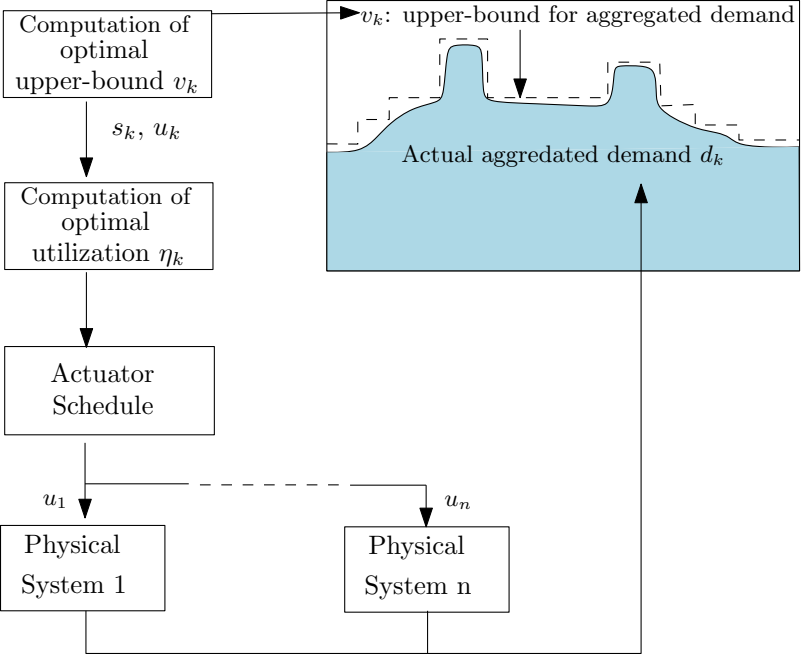 Computation of
optimal
upper-bound v_k
v_k: upper-bound for aggregated demand
s_k, u_k
Actual aggredated demand d_k
Computation of
optimal
utilization η_k
Actuator
Schedule
u_1
u_n
Physical
System 1
Physical
System n